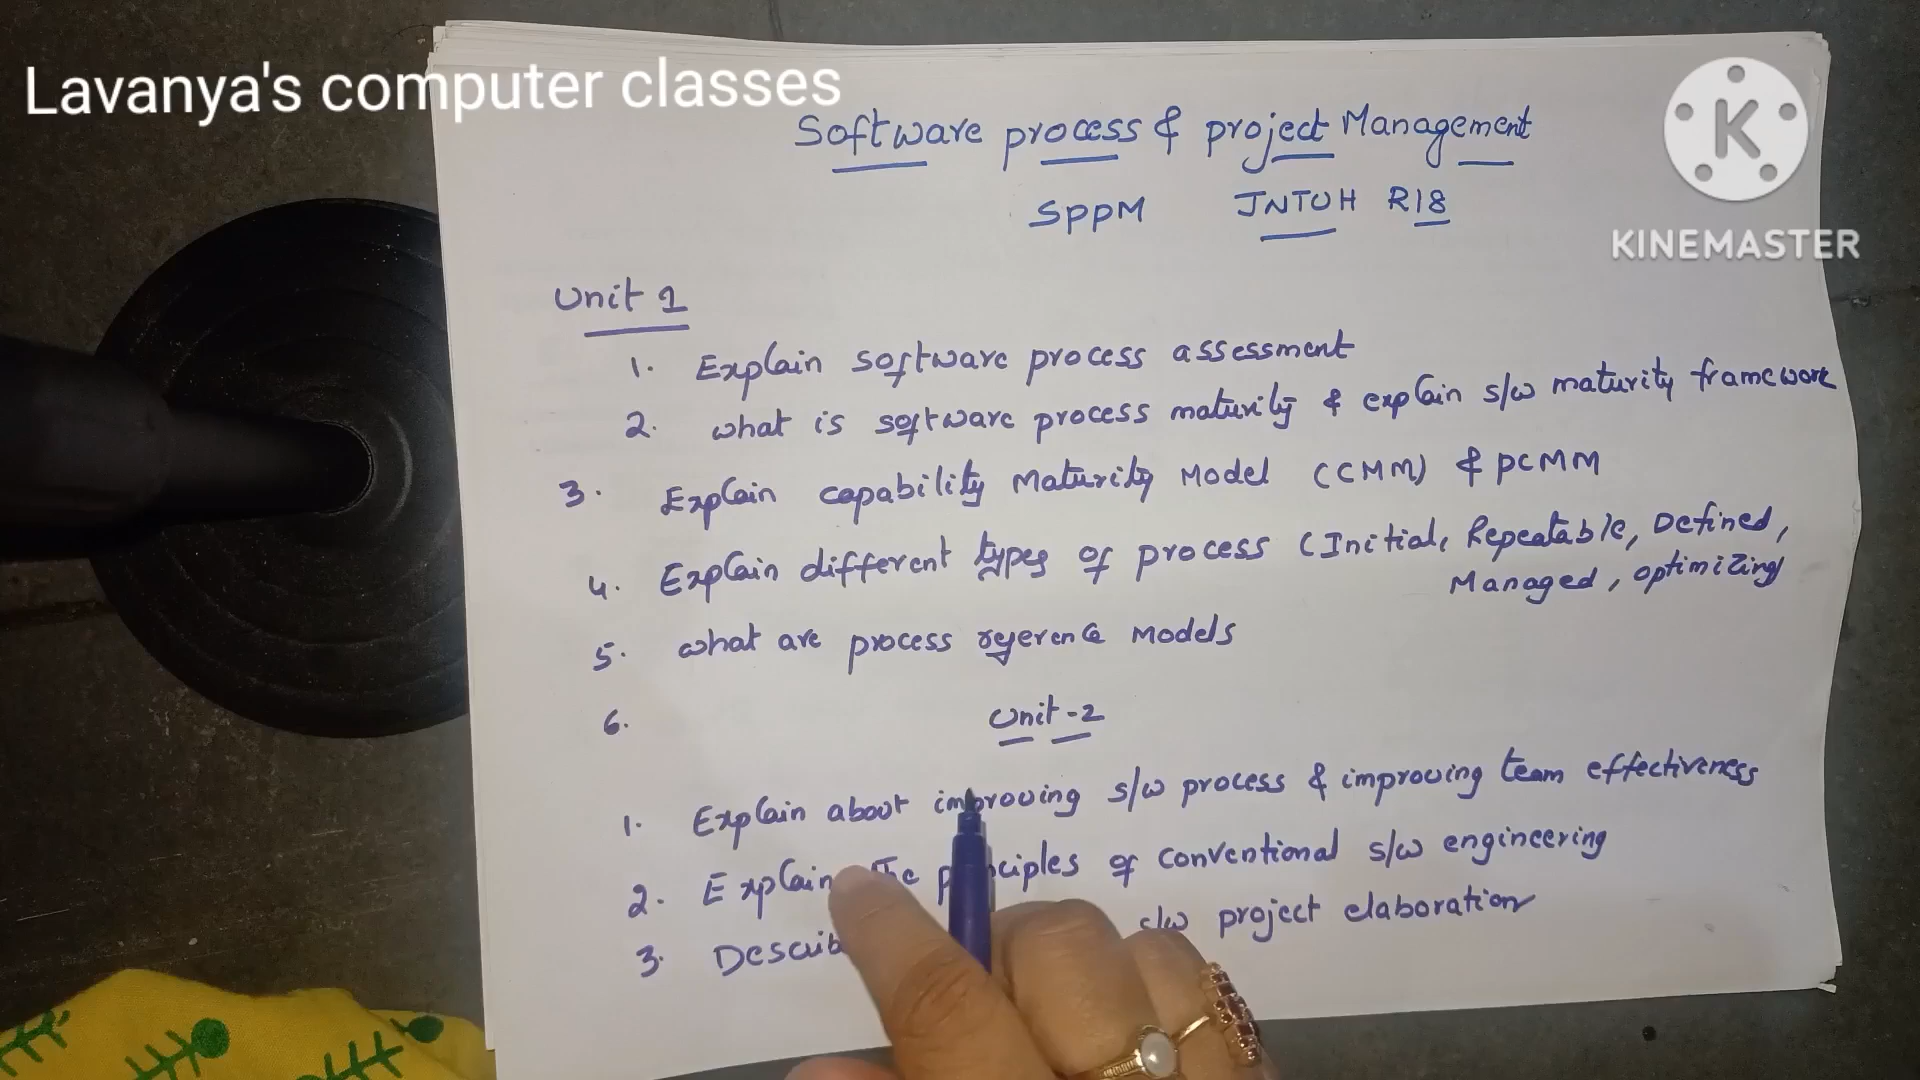 Lavanya's computer classes
Software process & project Management
SPPM JNTUH R18
KINEMASTER
Unit 1
1. Explain software process assessment
2. what is software process maturity & explain s/w maturity framework
3. Explain capability Maturity Model (CMM) & PCMM
4. Explain different types of process (Initial, Repeatable, Defined,
Managed, optimizing
5. what are process reference Models
6.
Unit-2
1. Explain about improving s/w process & improving team effectiveness
2. Explain the principles of conventional s/w engineering
3. s/w project elaboration